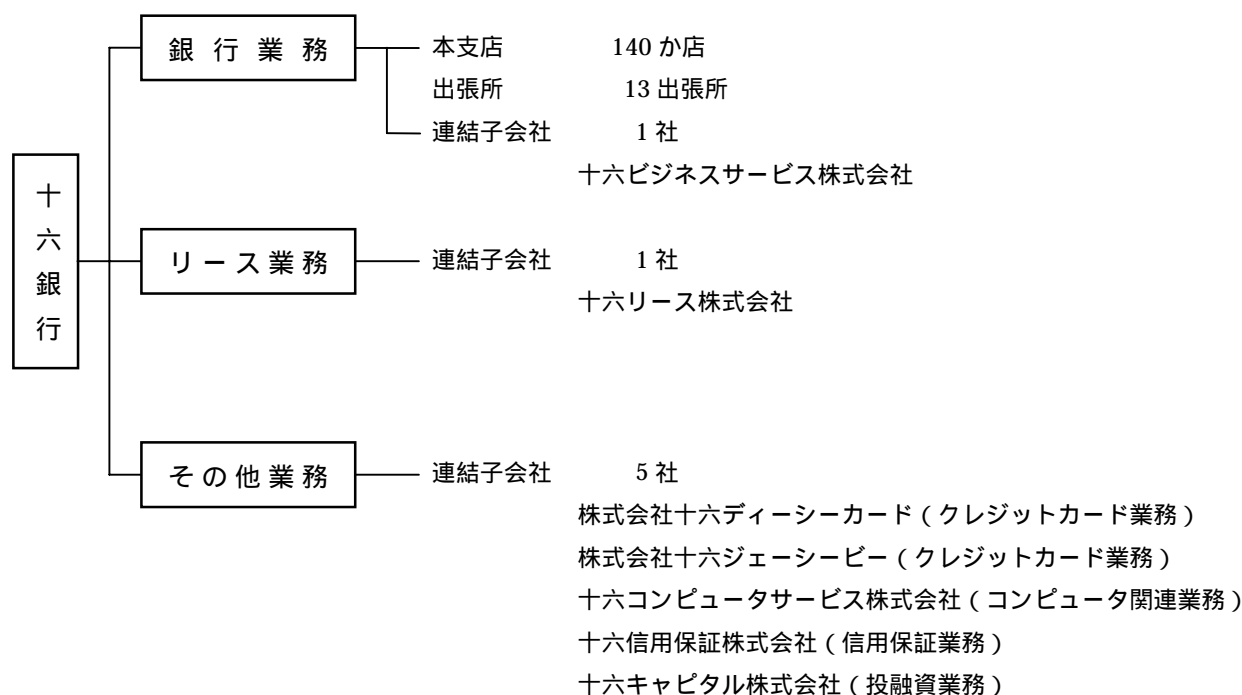 銀行業務 本支店 140か店
出張所 13出張所
連結子会社 1社
十六ビジネスサービス株式会社
十六銀行
リース業務 連結子会社 1社
十六リース株式会社
その他業務 連結子会社 5社
株式会社十六ディーシーカード(クレジットカード業務)
株式会社十六ジェーシービー(クレジットカード業務)
十六コンピュータサービス株式会社(コンピュータ関連業務)
十六信用保証株式会社(信用保証業務)
十六キャピタル株式会社(投融資業務)